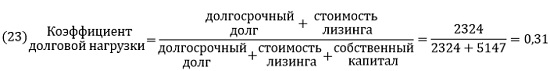 (23) Коэффициент долговой нагрузки = (долгосрочный долг + стоимость лизинга) / (долгосрочный долг + стоимость лизинга + собственный капитал) = 2324 / (2324 + 5147) = 0,31